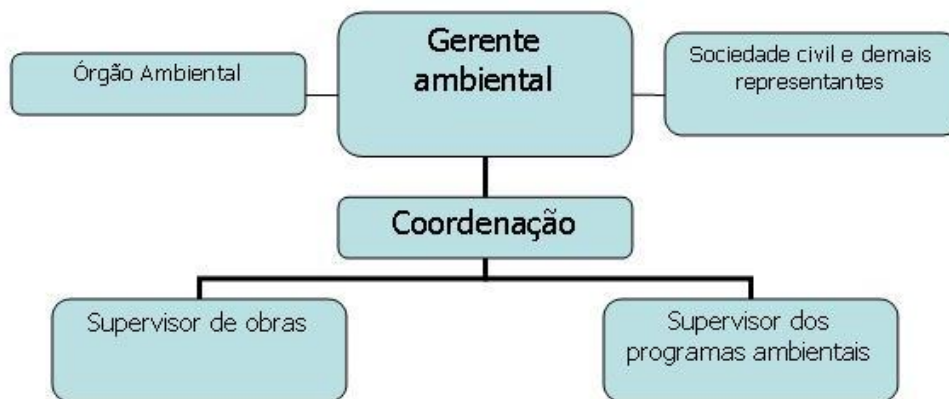 Gerente
ambiental
Órgão Ambiental
Sociedade civil e demais
representantes
Coordenação
Supervisor de obras
Supervisor dos
programas ambientais